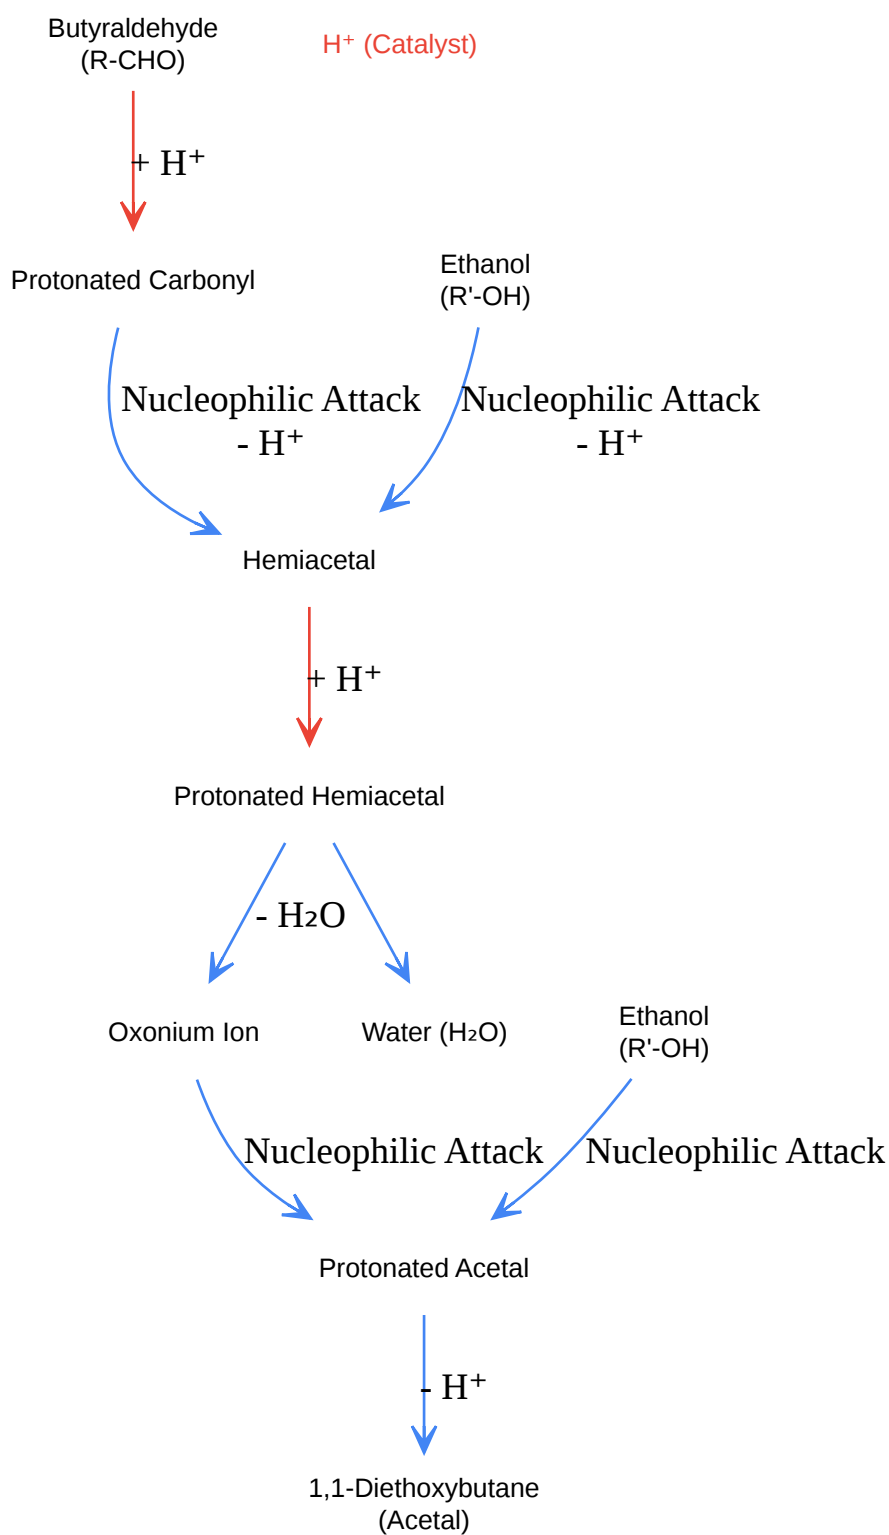 Butyraldehyde
(R-CHO)
H⁺ (Catalyst)
+ H⁺
Protonated Carbonyl
Ethanol
(R'-OH)
Nucleophilic Attack
- H⁺
Nucleophilic Attack
- H⁺
Hemiacetal
+ H⁺
Protonated Hemiacetal
- H₂O
Oxonium Ion
Water (H₂O)
Ethanol
(R'-OH)
Nucleophilic Attack
Nucleophilic Attack
Protonated Acetal
- H⁺
1,1-Diethoxybutane
(Acetal)